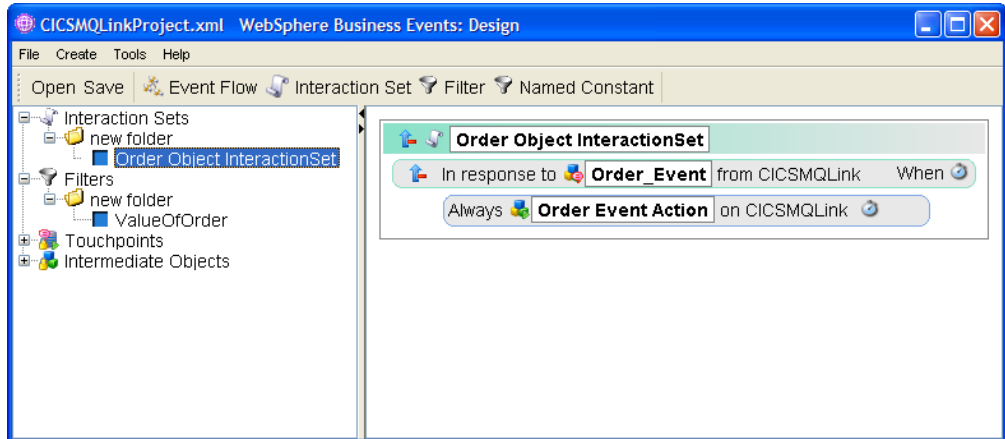 CICSMQLinkProject.xml WebSphere Business Events: Design
File Create Tools Help
Open Save Event Flow Interaction Set Filter Named Constant
Interaction Sets
new folder
Order Object InteractionSet
Filters
new folder
ValueOfOrder
Touchpoints
Intermediate Objects
Order Object InteractionSet
In response to Order_Event from CICSMQLink When
Always Order Event Action on CICSMQLink